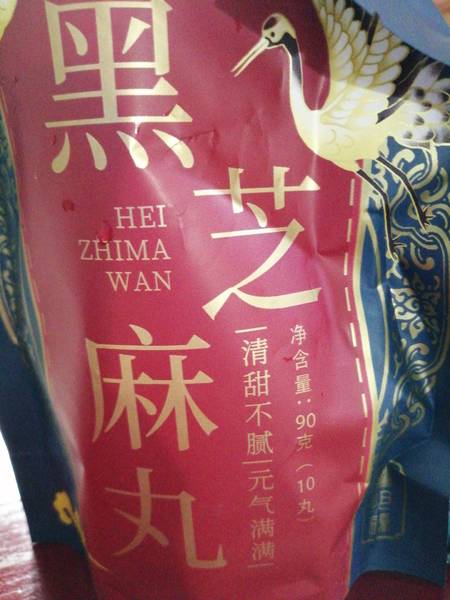 黑芝麻丸
HEI
ZHIMA
WAN
清甜不腻 元气满满
净含量：90克（10丸）